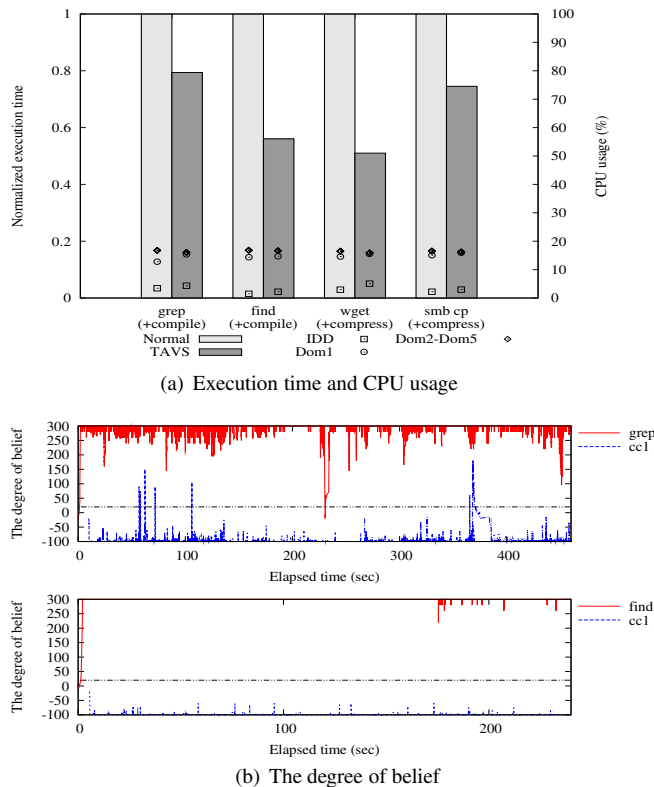 1
0.8
0.6
0.4
0.2
0
Normalized execution time
100
90
80
70
60
50
40
30
20
10
0
CPU usage (%)
grep
(+compile)
find
(+compile)
wget
(+compress)
smb cp
(+compress)
Normal
TAVS
IDD
Dom1
Dom2-Dom5
(a) Execution time and CPU usage
The degree of belief
300
250
200
150
100
50
0
-50
-100
0 100 200 300 400
Elapsed time (sec)
grep
cc1
The degree of belief
300
250
200
150
100
50
0
-50
-100
0 100 200
Elapsed time (sec)
find
cc1
(b) The degree of belief